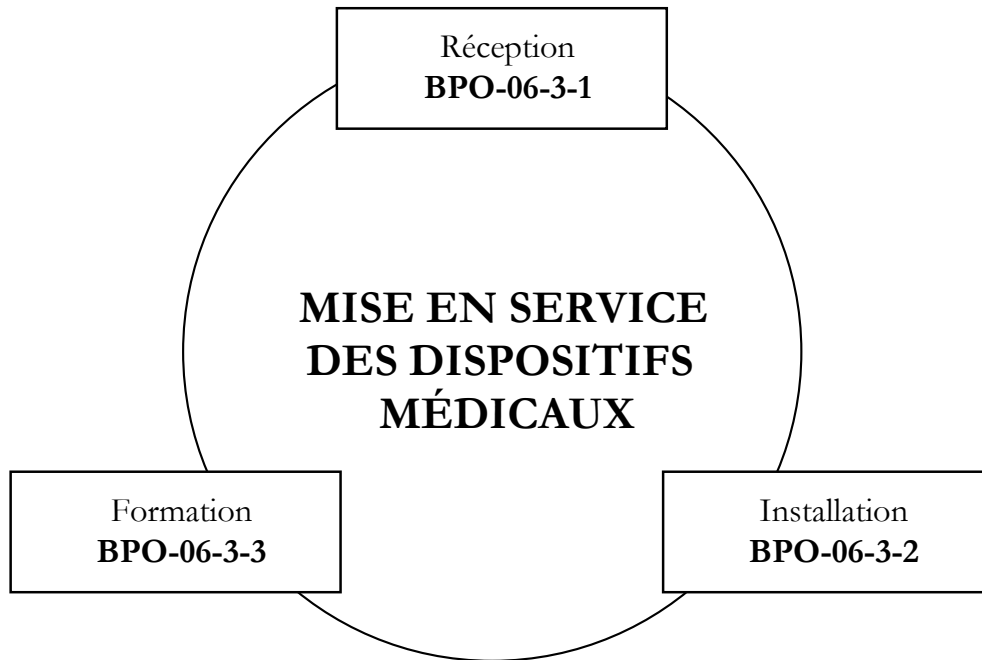 Réception
BPO-06-3-1
MISE EN SERVICE
DES DISPOSITIFS
MÉDICAUX
Formation
BPO-06-3-3
Installation
BPO-06-3-2